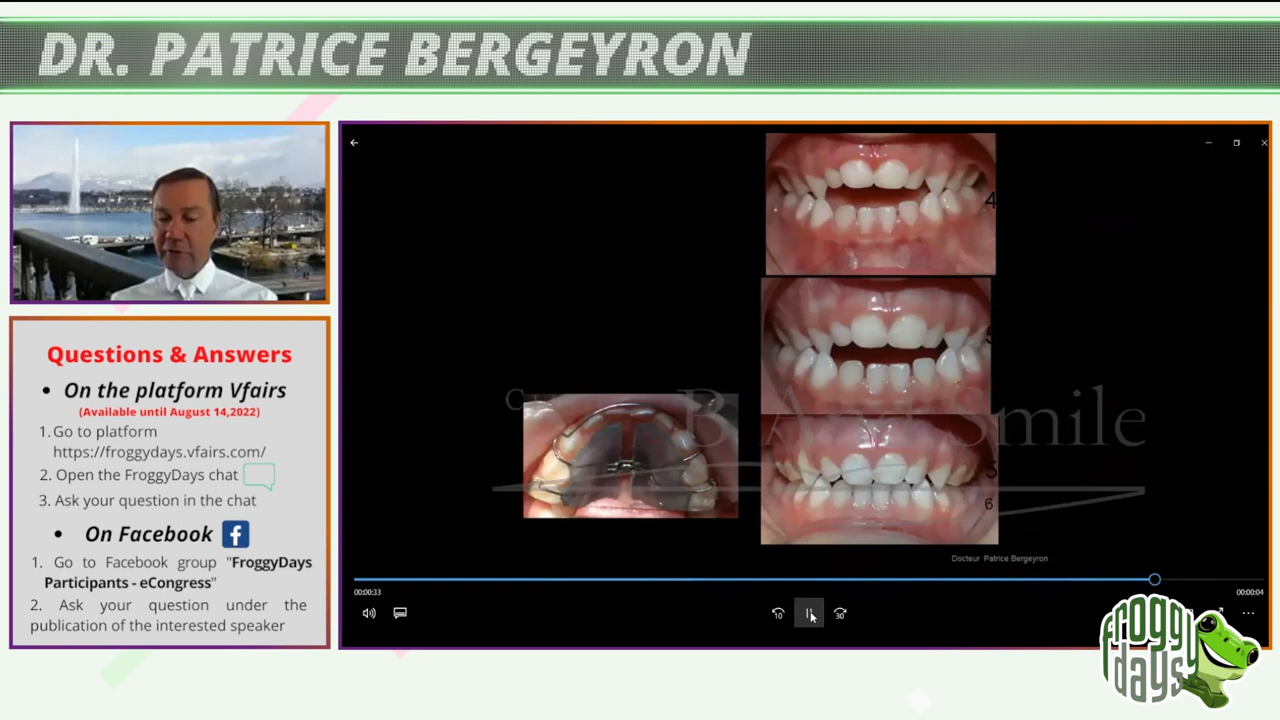 DR. PATRICE BERGEYRON
Questions & Answers
• On the platform Vfairs
(Available until August 14,2022)
1. Go to platform
https://froggydays.vfairs.com/
2. Open the FroggyDays chat
3. Ask your question in the chat
• On Facebook f
1. Go to Facebook group "FroggyDays
Participants - eCongress"
2. Ask your question under the
publication of the interested speaker
4
5
6
B And Smile
Docteur Patrice Bergeyron
00:00:33
00:00:04
10
30
froggy
days